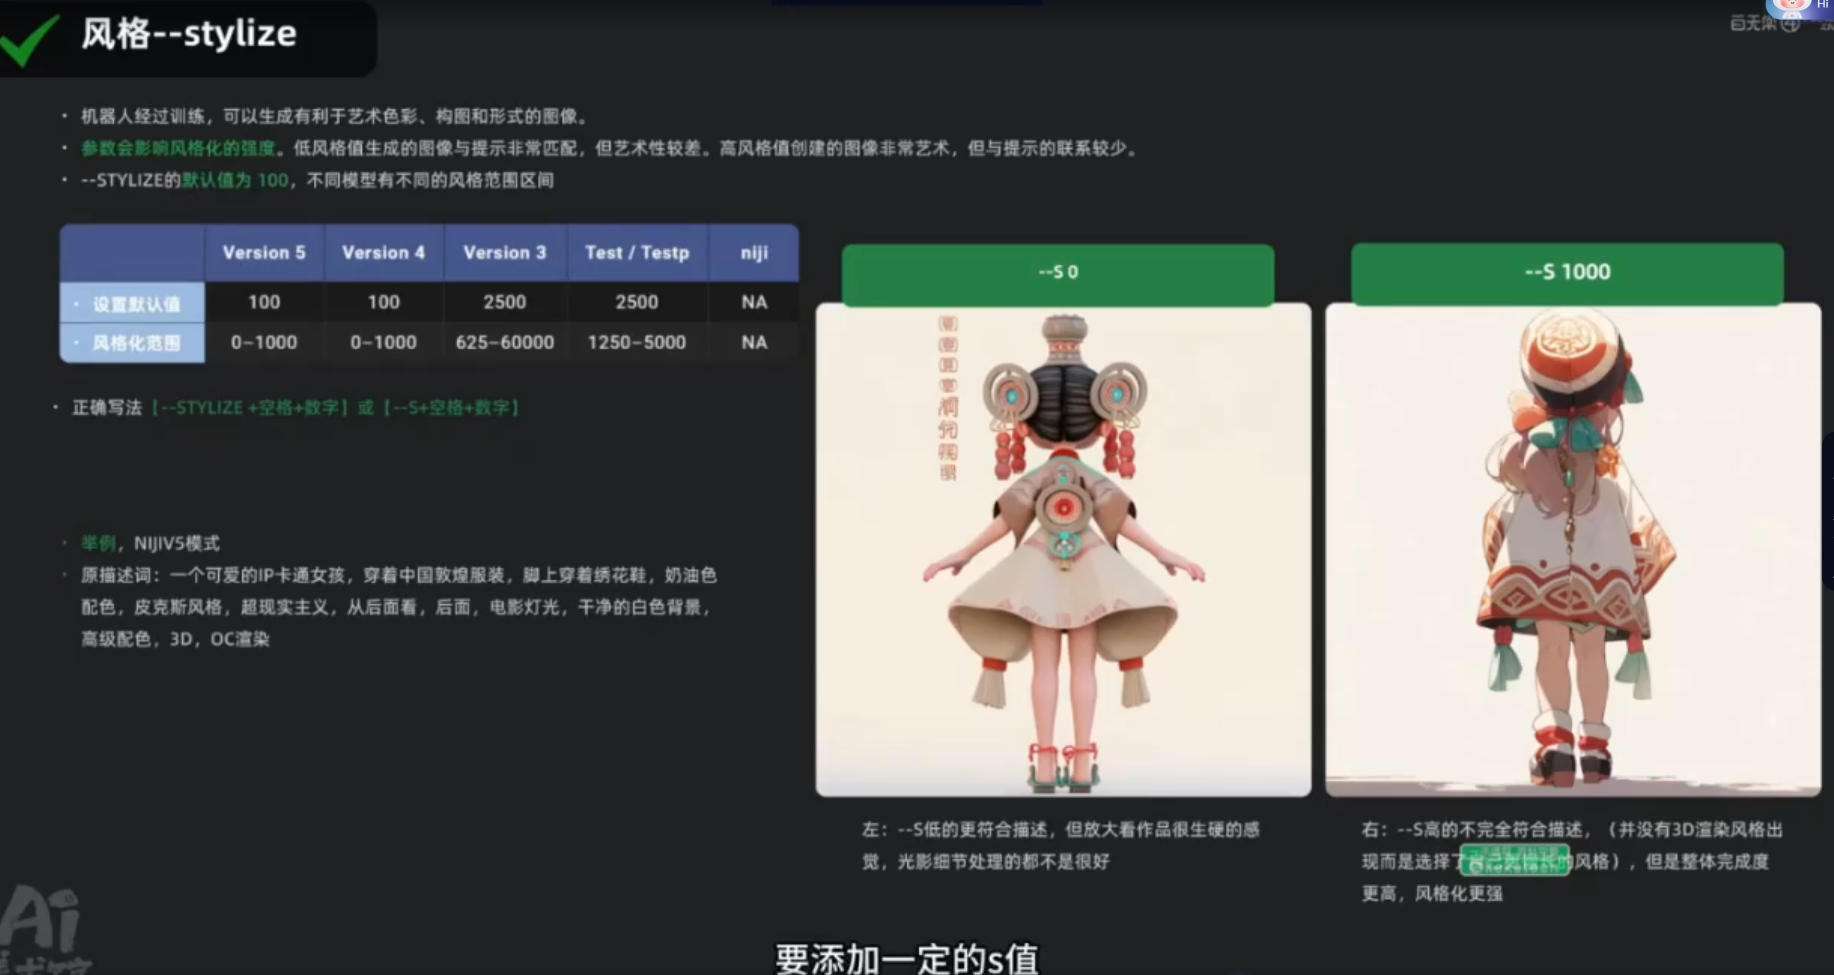 风格--stylize
Hi
· 机器人经过训练，可以生成有利于艺术色彩、构图和形式的图像。
· 参数会影响风格化的强度。低风格值生成的图像与提示非常匹配，但艺术性较差。高风格值创建的图像非常艺术，但与提示的联系较少。
· --STYLIZE的默认值为 100，不同模型有不同的风格范围区间
Version 5 Version 4 Version 3 Test / Testp niji
· 设置默认值 100 100 2500 2500 NA
· 风格化范围 0-1000 0-1000 625-60000 1250-5000 NA
· 正确写法【--STYLIZE +空格+数字】或【--S+空格+数字】
· 举例，NIJIV5模式
· 原描述词：一个可爱的IP卡通女孩，穿着中国敦煌服装，脚上穿着绣花鞋，奶油色
配色，皮克斯风格，超现实主义，从后面看，后面，电影灯光，干净的白色背景，
高级配色，3D，OC渲染
--S 0
左：--S低的更符合描述，但放大看作品很生硬的感
觉，光影细节处理的都不是很好
--S 1000
右：--S高的不完全符合描述，（并没有3D渲染风格出
现而是选择了的风格），但是整体完成度
更高，风格化更强
Ai
要添加一定的s值